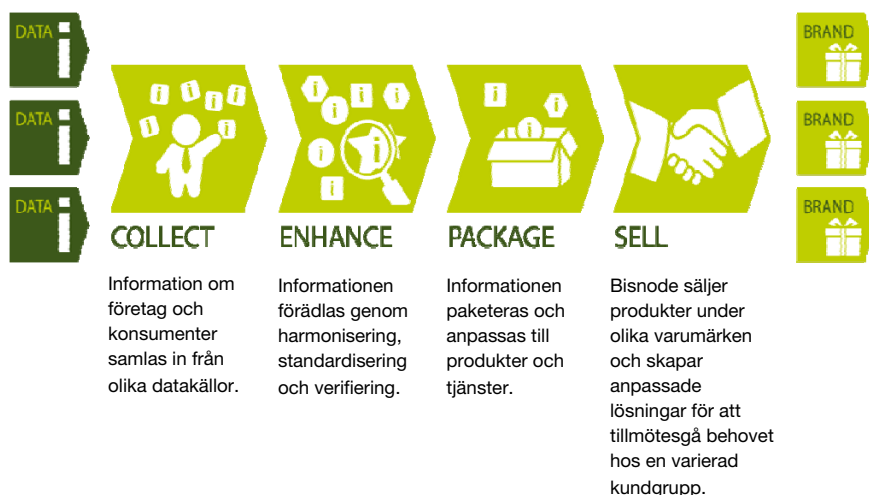 DATA
DATA
DATA
BRAND
BRAND
BRAND
COLLECT
Information om
företag och
konsumenter
samlas in från
olika datakällor.
ENHANCE
Informationen
förädlas genom
harmonisering,
standardisering
och verifiering.
PACKAGE
Informationen
paketeras och
anpassas till
produkter och
tjänster.
SELL
Bisnode säljer
produkter under
olika varumärken
och skapar
anpassade
lösningar för att
tillmötesgå behovet
hos en varierad
kundgrupp.